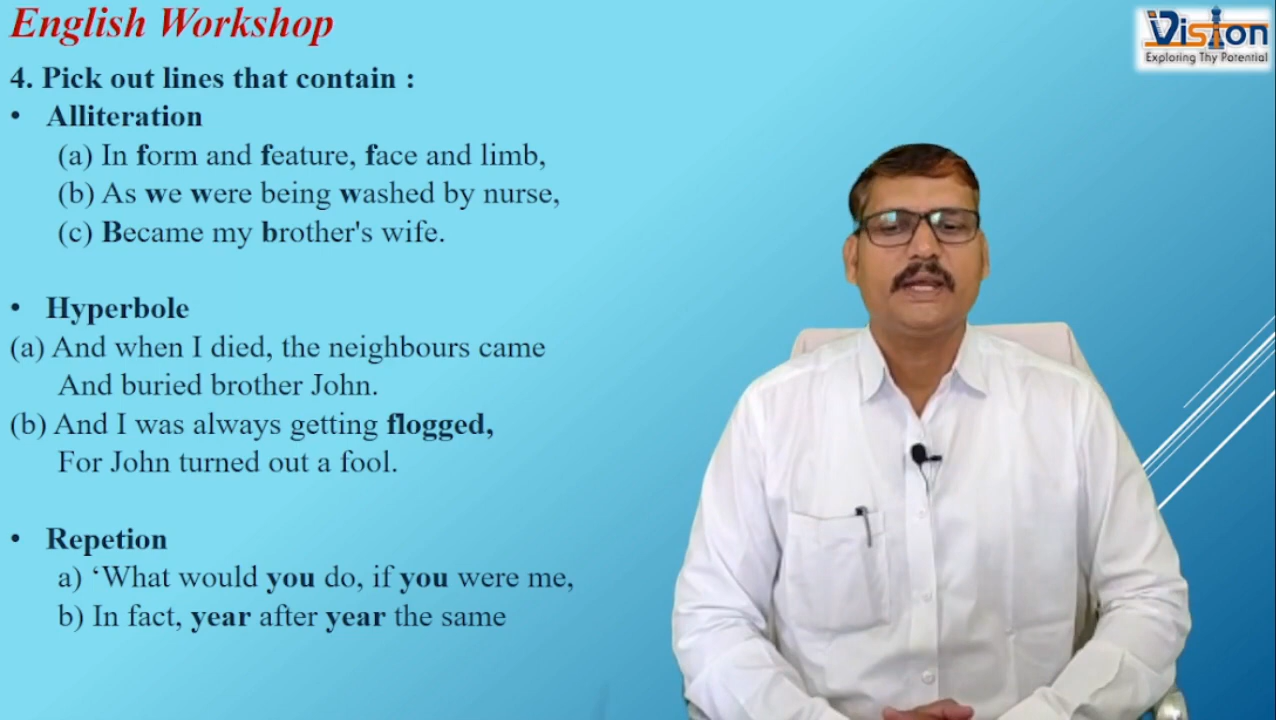 English Workshop
Vision
Exploring Thy Potential
4. Pick out lines that contain :
• Alliteration
(a) In form and feature, face and limb,
(b) As we were being washed by nurse,
(c) Became my brother's wife.
• Hyperbole
(a) And when I died, the neighbours came
And buried brother John.
(b) And I was always getting flogged,
For John turned out a fool.
• Repetion
a) ‘What would you do, if you were me,
b) In fact, year after year the same